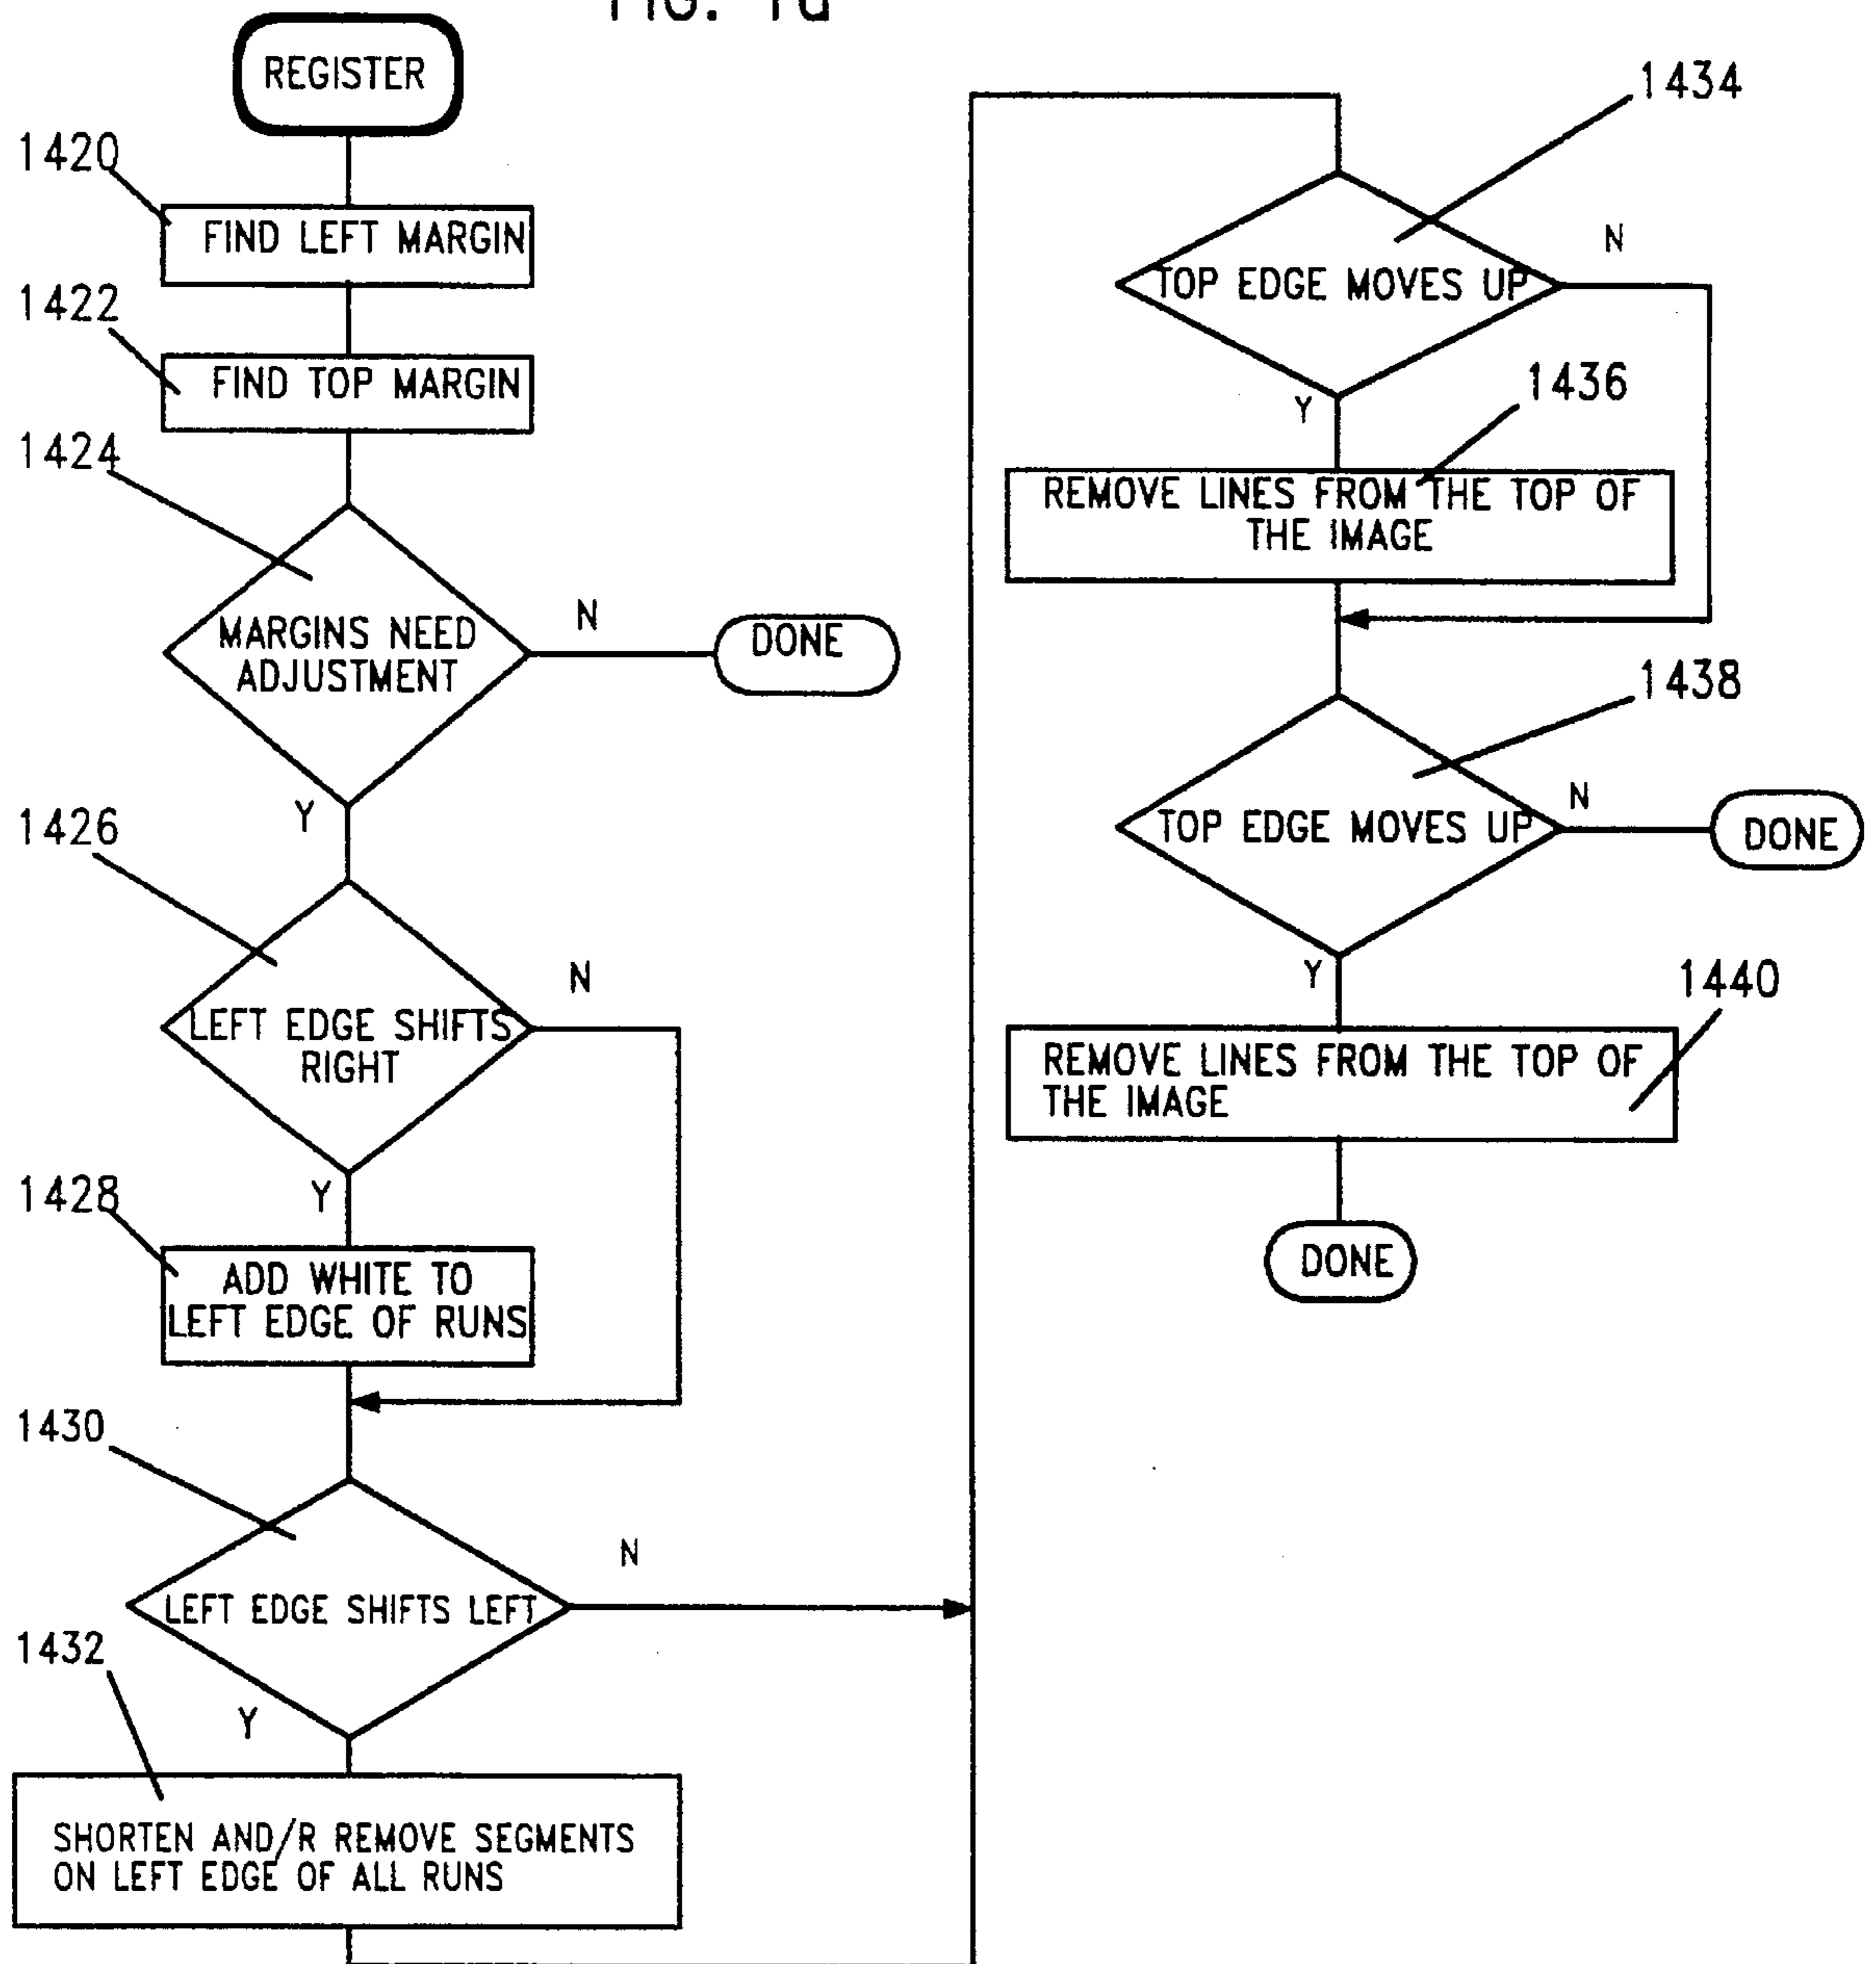 REGISTER
1420
FIND LEFT MARGIN
1422
FIND TOP MARGIN
1424
MARGINS NEED
ADJUSTMENT
N
DONE
Y
1426
LEFT EDGE SHIFTS
RIGHT
N
Y
1428
ADD WHITE TO
LEFT EDGE OF RUNS
1430
LEFT EDGE SHIFTS LEFT
N
1432
Y
SHORTEN AND/R REMOVE SEGMENTS
ON LEFT EDGE OF ALL RUNS
1434
TOP EDGE MOVES UP
N
Y
1436
REMOVE LINES FROM THE TOP OF
THE IMAGE
1438
TOP EDGE MOVES UP
N
DONE
Y
1440
REMOVE LINES FROM THE TOP OF
THE IMAGE
DONE